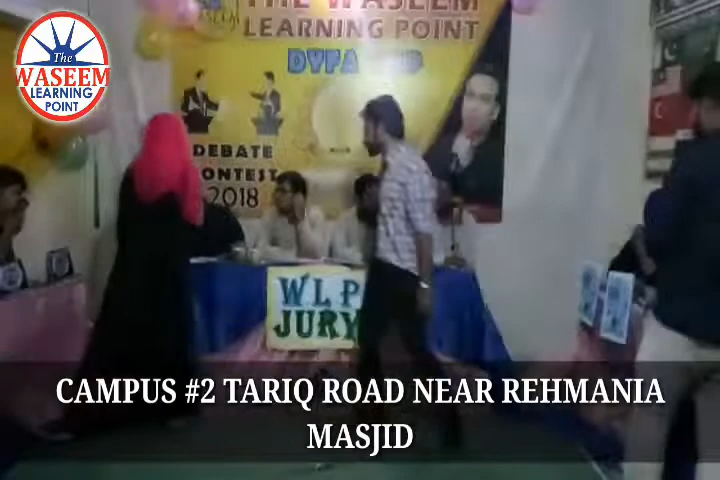 The
WASEEM
LEARNING
POINT
THE WASEEM
LEARNING POINT
DEBATE
CONTEST
2018
WLP
JURY
CAMPUS #2 TARIQ ROAD NEAR REHMANIA
MASJID